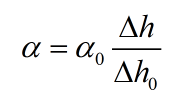 α = α₀ Δh / Δh₀